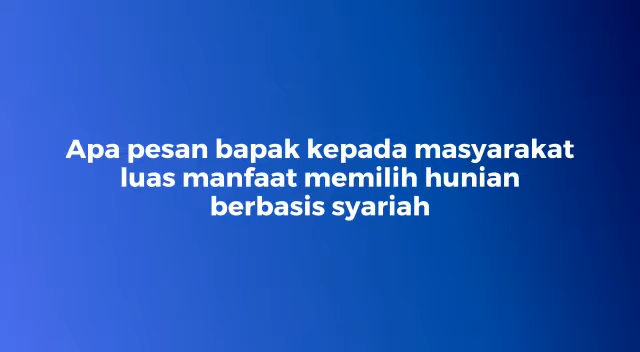 Apa pesan bapak kepada masyarakat
luas manfaat memilih hunian
berbasis syariah